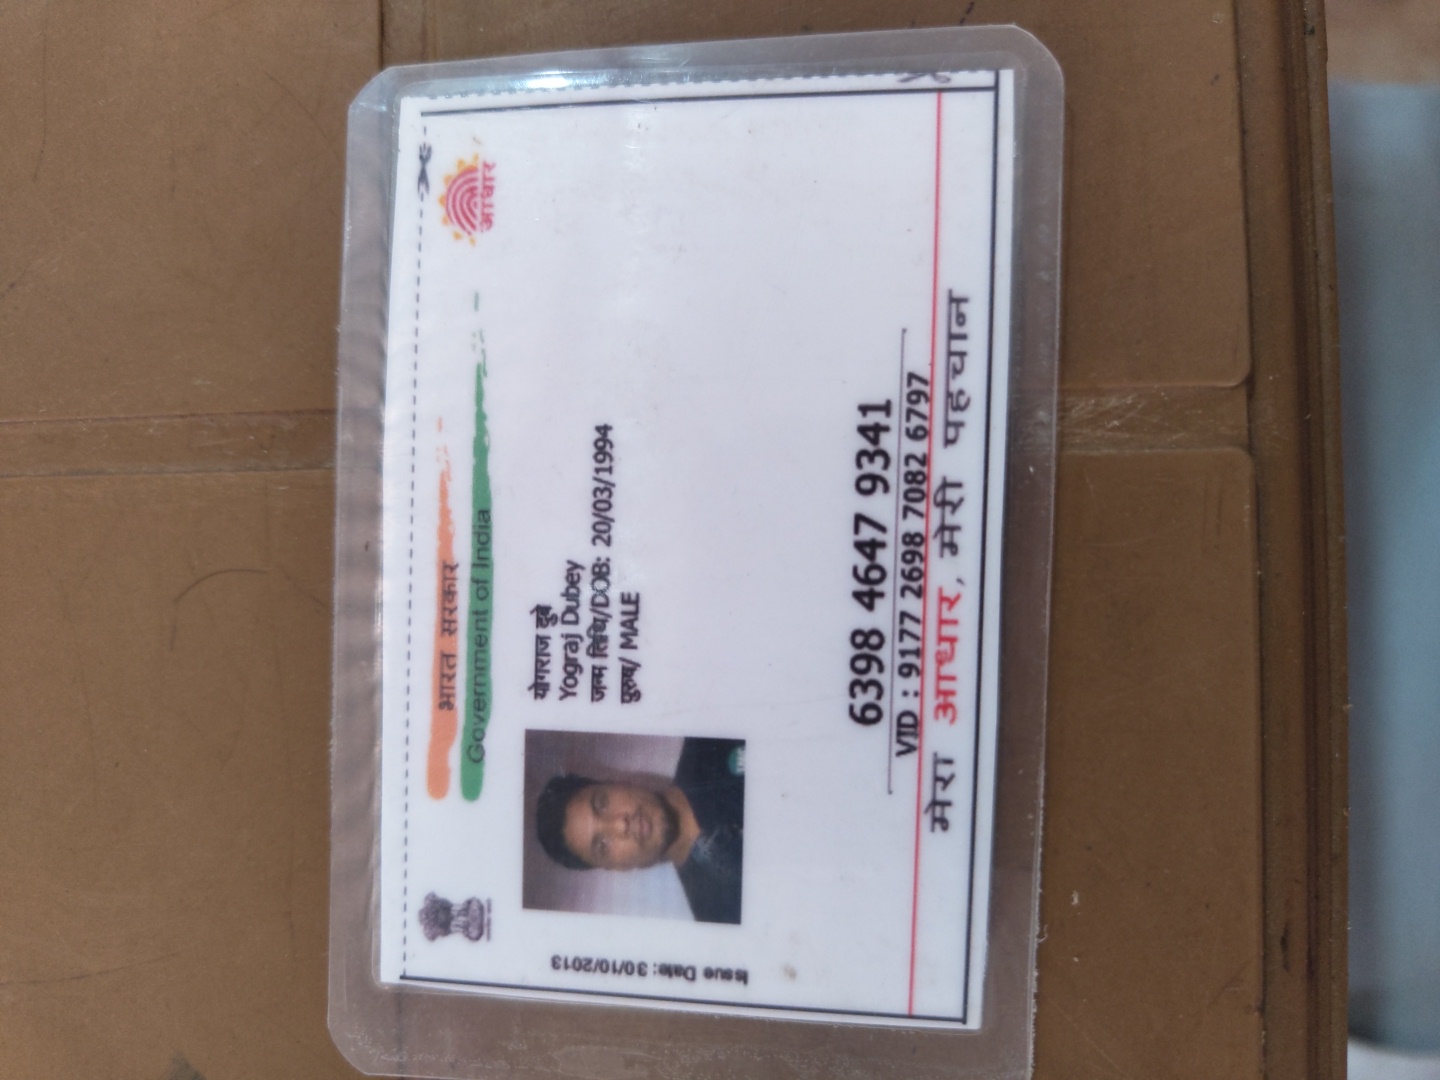 भारत सरकार
Government of India
आधार
Issue Date: 30/10/2013
योगराज दुबे
Yograj Dubey
जन्म तिथि/DOB: 20/03/1994
पुरुष/ MALE
6398 4647 9341
VID : 9177 2698 7082 6797
मेरा आधार, मेरी पहचान